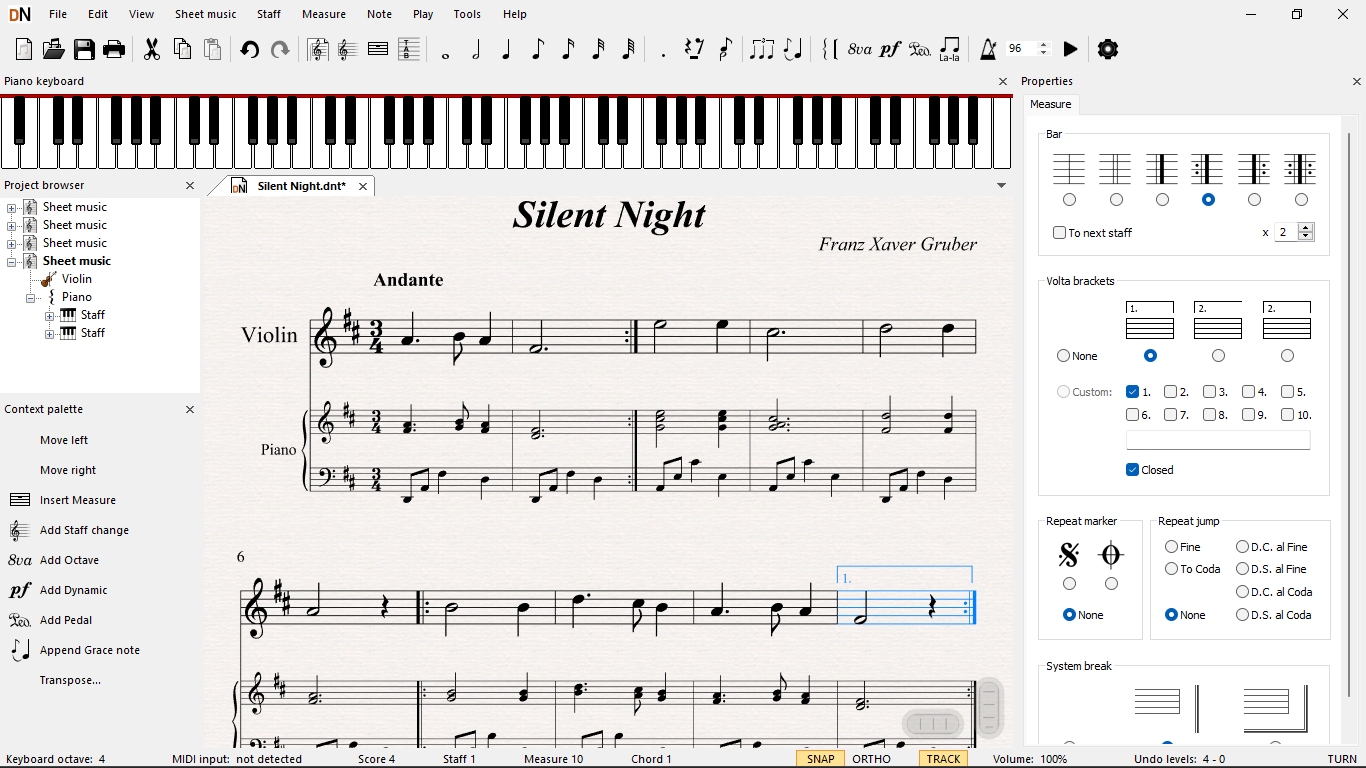 DN File Edit View Sheet music Staff Measure Note Play Tools Help
8va pf Ped. La-la 96
Piano keyboard
Properties
Measure
Bar
To next staff x 2
Volta brackets
1. 2. 2.
None
Custom: 1. 2. 3. 4. 5.
6. 7. 8. 9. 10.
Closed
Repeat marker
None
Repeat jump
Fine D.C. al Fine
To Coda D.S. al Fine
D.C. al Coda
None D.S. al Coda
System break
Project browser
Sheet music
Sheet music
Sheet music
Sheet music
Violin
Piano
Staff
Staff
Context palette
Move left
Move right
Insert Measure
Add Staff change
8va Add Octave
pf Add Dynamic
Ped. Add Pedal
Append Grace note
Transpose...
DN Silent Night.dnt*
Silent Night
Franz Xaver Gruber
Andante
Violin 3 4
Piano 3 4
3 4
6
1.
Keyboard octave: 4 MIDI input: not detected Score 4 Staff 1 Measure 10 Chord 1 SNAP ORTHO TRACK Volume: 100% Undo levels: 4 - 0 TURN